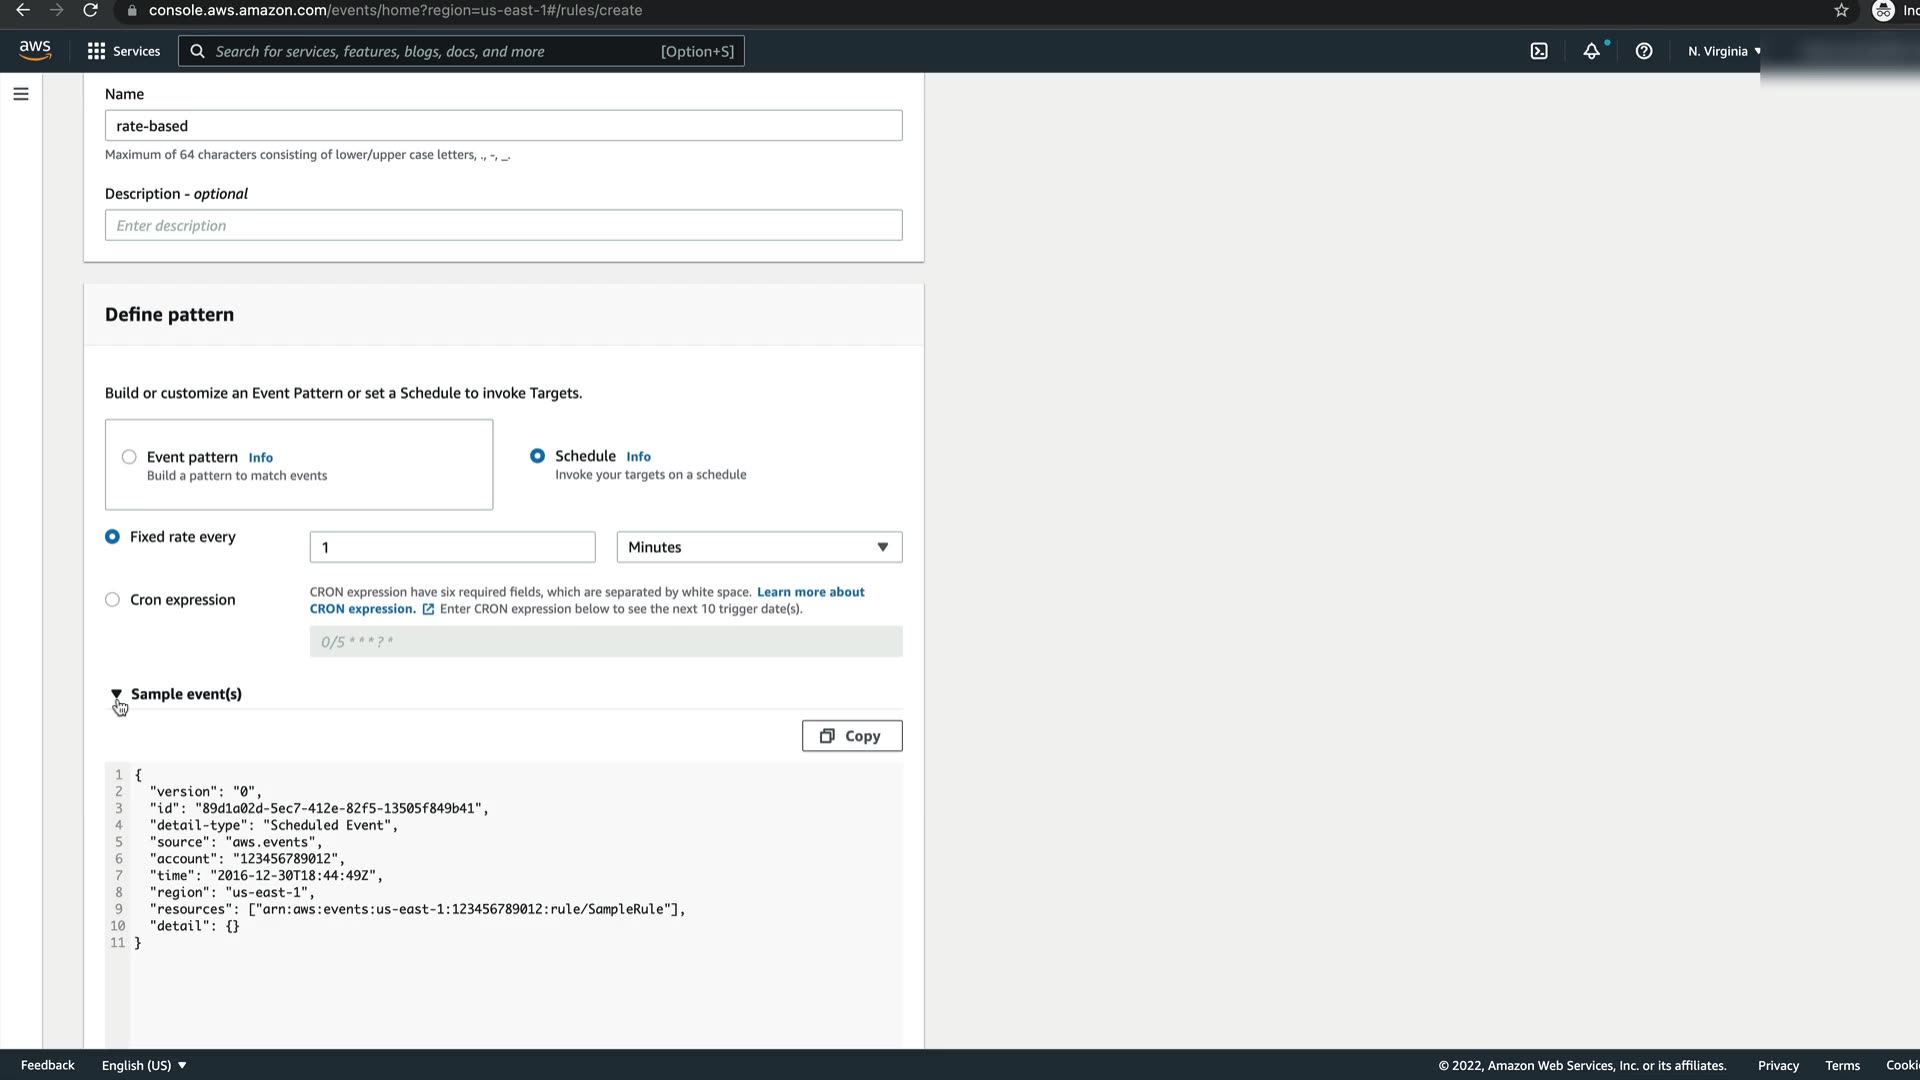 console.aws.amazon.com/events/home?region=us-east-1#/rules/create
aws
Services
Search for services, features, blogs, docs, and more
[Option+S]
N. Virginia
Name
rate-based
Maximum of 64 characters consisting of lower/upper case letters, ., -, _.
Description - optional
Enter description
Define pattern
Build or customize an Event Pattern or set a Schedule to invoke Targets.
Event pattern Info
Build a pattern to match events
Schedule Info
Invoke your targets on a schedule
Fixed rate every
1
Minutes
Cron expression
CRON expression have six required fields, which are separated by white space. Learn more about
CRON expression. Enter CRON expression below to see the next 10 trigger date(s).
0/5 * * * ? *
Sample event(s)
Copy
1 {
2 "version": "0",
3 "id": "89d1a02d-5ec7-412e-82f5-13505f849b41",
4 "detail-type": "Scheduled Event",
5 "source": "aws.events",
6 "account": "123456789012",
7 "time": "2016-12-30T18:44:49Z",
8 "region": "us-east-1",
9 "resources": ["arn:aws:events:us-east-1:123456789012:rule/SampleRule"],
10 "detail": {}
11 }
Feedback
English (US)
© 2022, Amazon Web Services, Inc. or its affiliates.
Privacy
Terms